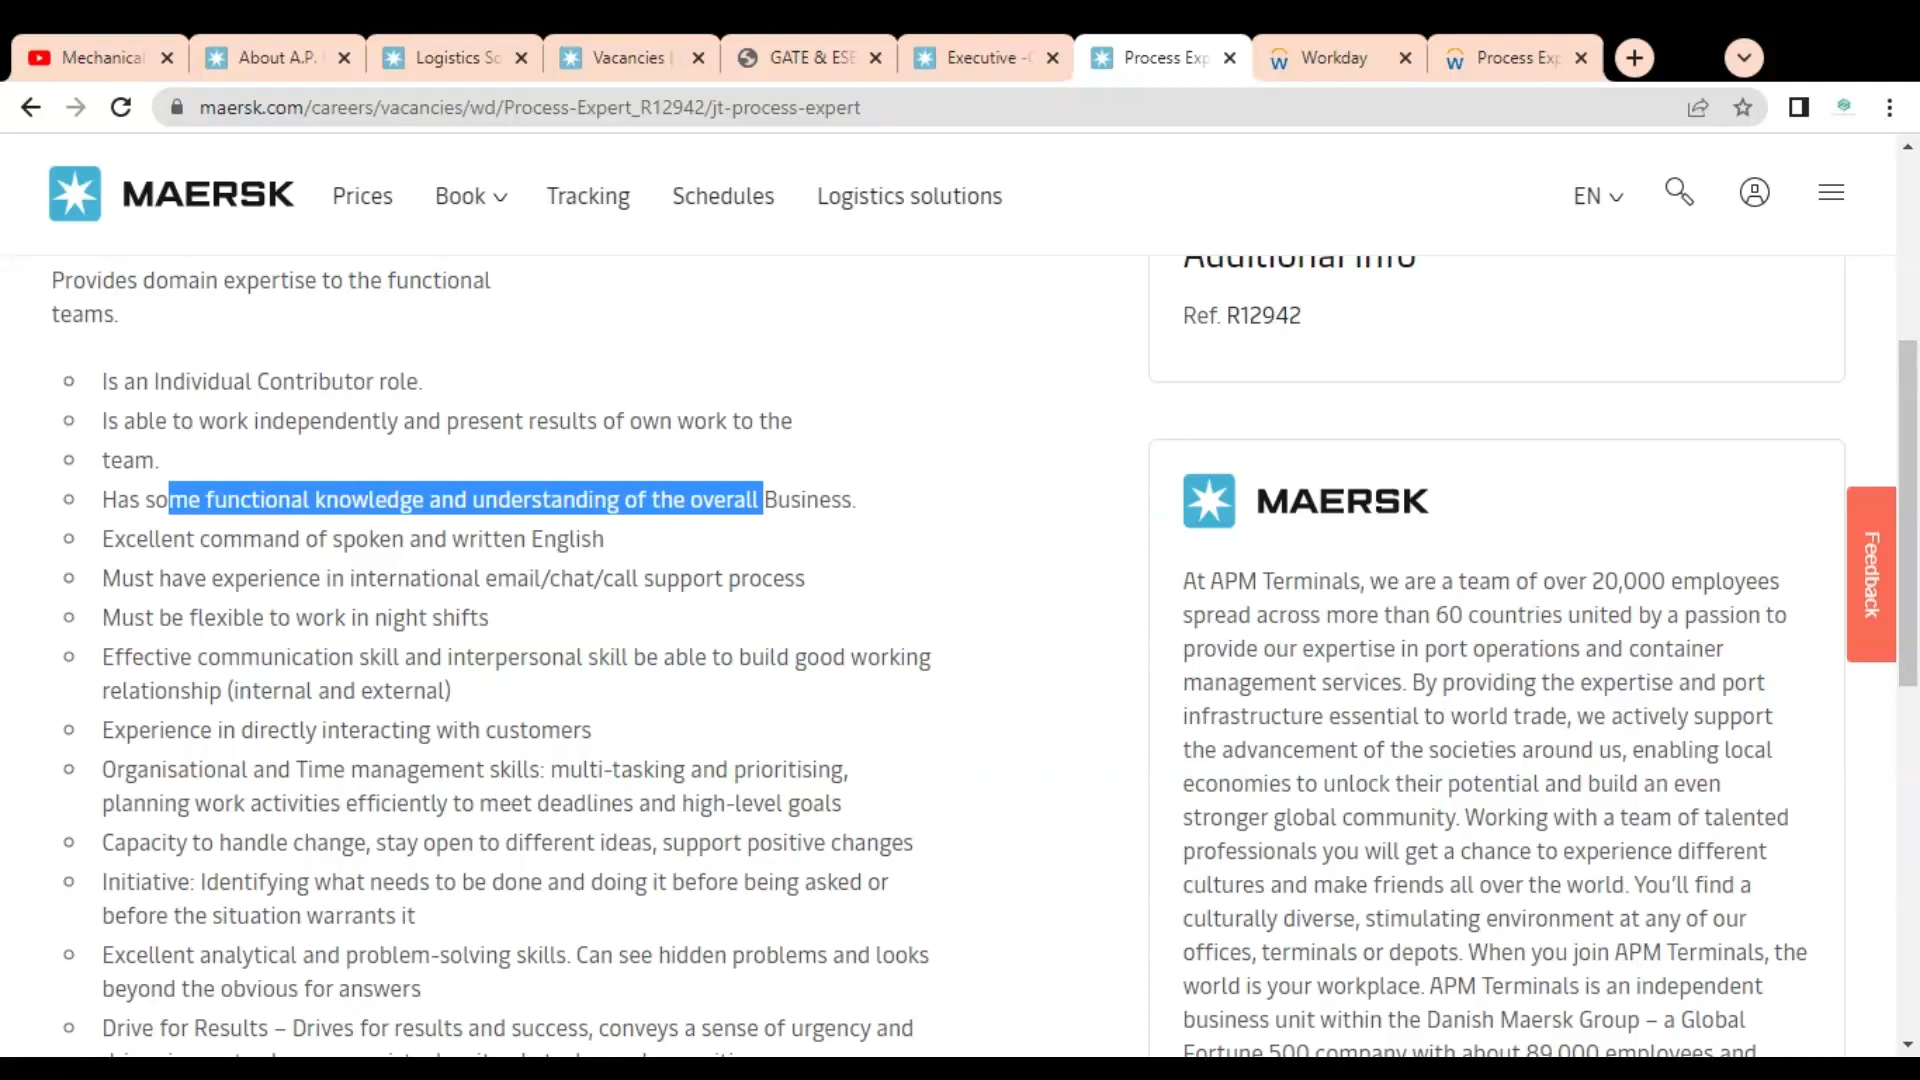 Mechanical
About A.P.
Logistics So
Vacancies
GATE & ESE
Executive -
Process Exp
Workday
Process Exp
maersk.com/careers/vacancies/wd/Process-Expert_R12942/jt-process-expert
MAERSK
Prices
Book
Tracking
Schedules
Logistics solutions
EN
Provides domain expertise to the functional
teams.
Is an Individual Contributor role.
Is able to work independently and present results of own work to the
team.
Has some functional knowledge and understanding of the overall Business.
Excellent command of spoken and written English
Must have experience in international email/chat/call support process
Must be flexible to work in night shifts
Effective communication skill and interpersonal skill be able to build good working
relationship (internal and external)
Experience in directly interacting with customers
Organisational and Time management skills: multi-tasking and prioritising,
planning work activities efficiently to meet deadlines and high-level goals
Capacity to handle change, stay open to different ideas, support positive changes
Initiative: Identifying what needs to be done and doing it before being asked or
before the situation warrants it
Excellent analytical and problem-solving skills. Can see hidden problems and looks
beyond the obvious for answers
Drive for Results – Drives for results and success, conveys a sense of urgency and
Additional Info
Ref. R12942
MAERSK
At APM Terminals, we are a team of over 20,000 employees
spread across more than 60 countries united by a passion to
provide our expertise in port operations and container
management services. By providing the expertise and port
infrastructure essential to world trade, we actively support
the advancement of the societies around us, enabling local
economies to unlock their potential and build an even
stronger global community. Working with a team of talented
professionals you will get a chance to experience different
cultures and make friends all over the world. You'll find a
culturally diverse, stimulating environment at any of our
offices, terminals or depots. When you join APM Terminals, the
world is your workplace. APM Terminals is an independent
business unit within the Danish Maersk Group – a Global
Fortune 500 company with about 89,000 employees and
Feedback